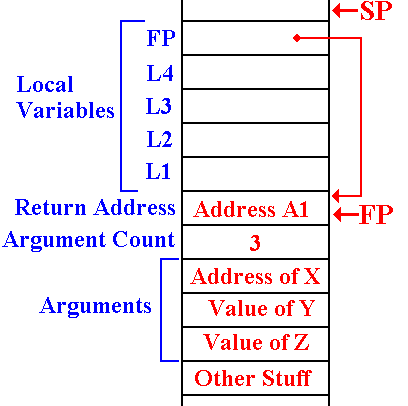 SP
FP
L4
Local
Variables
L3
L2
L1
Return Address
Address A1
FP
Argument Count
3
Address of X
Arguments
Value of Y
Value of Z
Other Stuff